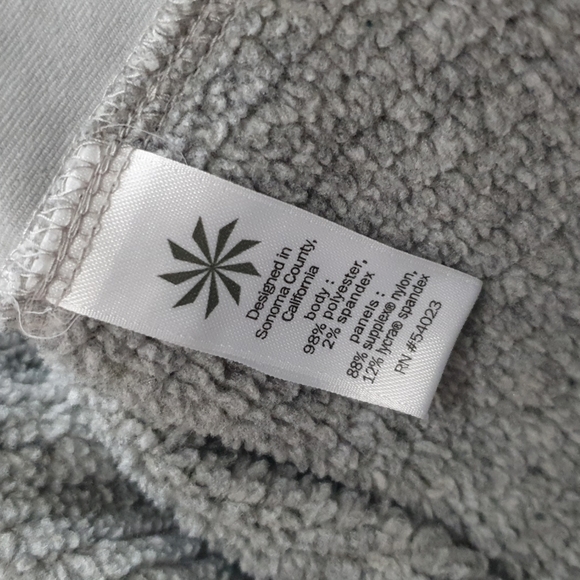 Designed in
Sonoma County,
California
body :
98% polyester,
2% spandex
panels :
88% supplex® nylon,
12% lycra® spandex
RN #54023